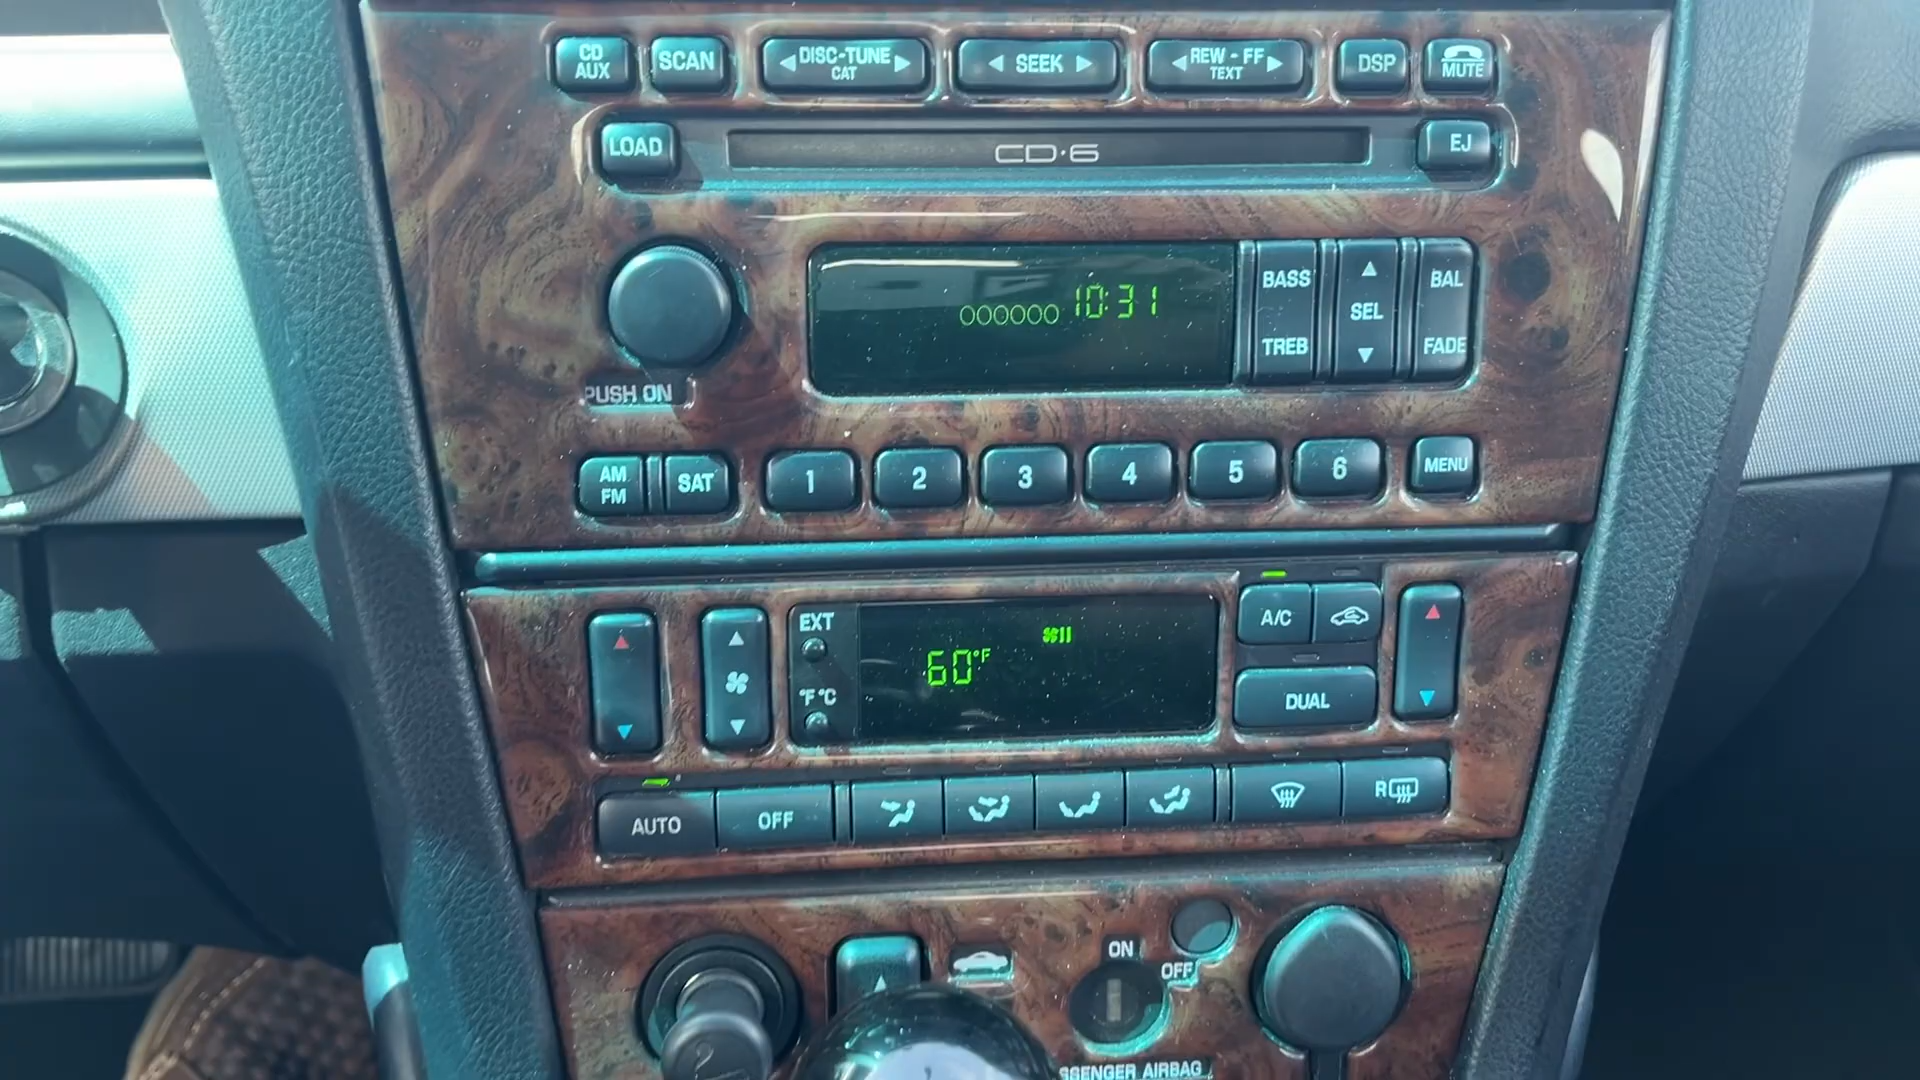 CD AUX
SCAN
DISC-TUNE CAT
SEEK
REW - FF TEXT
DSP
MUTE
LOAD
CD·6
EJ
000000 10:31
BASS
TREB
SEL
BAL
FADE
PUSH ON
AM FM
SAT
1
2
3
4
5
6
MENU
EXT
°F °C
60°F
A/C
DUAL
AUTO
OFF
R
ON
OFF
SSENGER AIRBAG